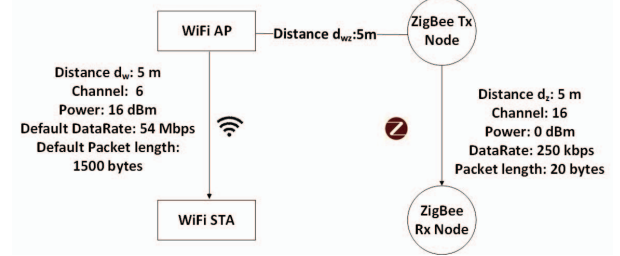 WiFi AP
Distance dwz:5m
ZigBee Tx
Node
Distance dw: 5 m
Channel: 6
Power: 16 dBm
Default DataRate: 54 Mbps
Default Packet length:
1500 bytes
Distance dz: 5 m
Channel: 16
Power: 0 dBm
DataRate: 250 kbps
Packet length: 20 bytes
WiFi STA
ZigBee
Rx Node